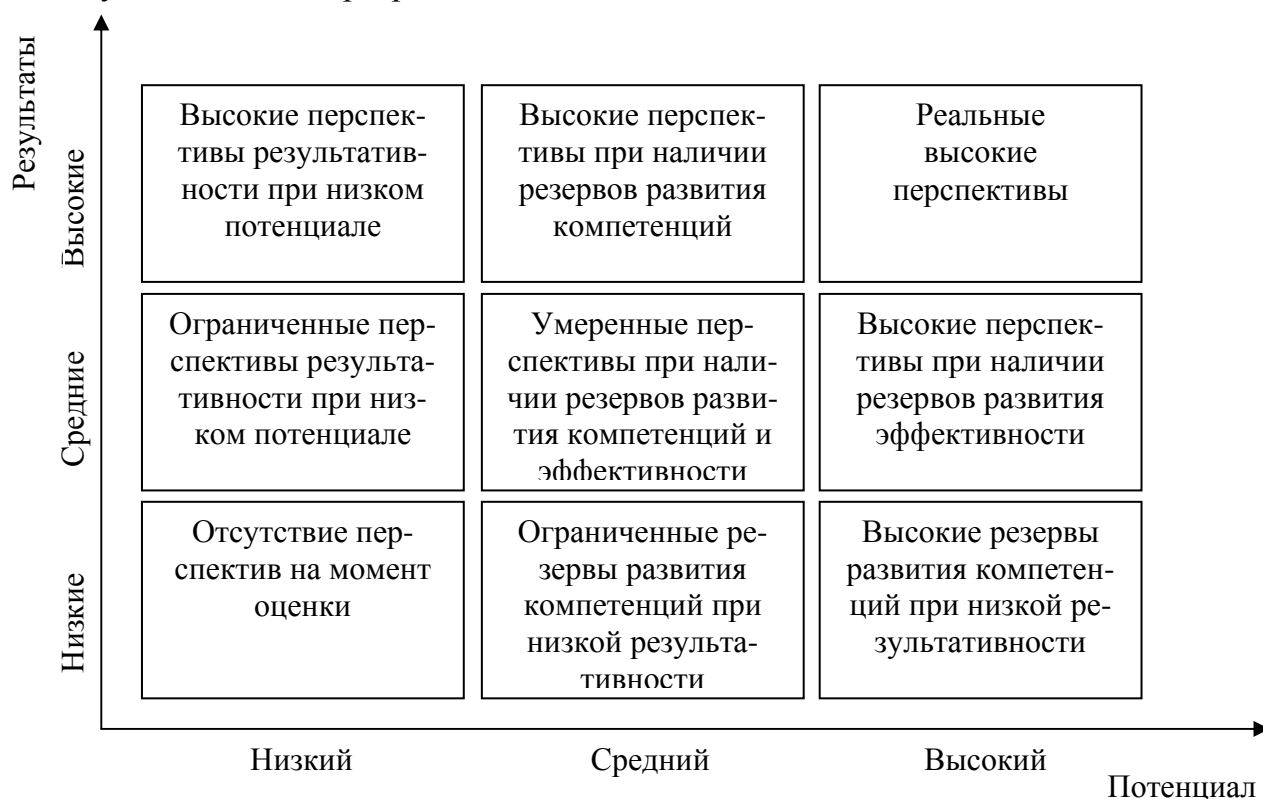 Результаты
Высокие
Высокие перспек-
тивы результатив-
ности при низком
потенциале
Высокие перспек-
тивы при наличии
резервов развития
компетенций
Реальные
высокие
перспективы
Средние
Ограниченные пер-
спективы результа-
тивности при низ-
ком потенциале
Умеренные пер-
спективы при нали-
чии резервов разви-
тия компетенций и
эффективности
Высокие перспек-
тивы при наличии
резервов развития
эффективности
Низкие
Отсутствие пер-
спектив на момент
оценки
Ограниченные ре-
зервы развития
компетенций при
низкой результа-
тивности
Высокие резервы
развития компетен-
ций при низкой ре-
зультативности
Низкий
Средний
Высокий
Потенциал